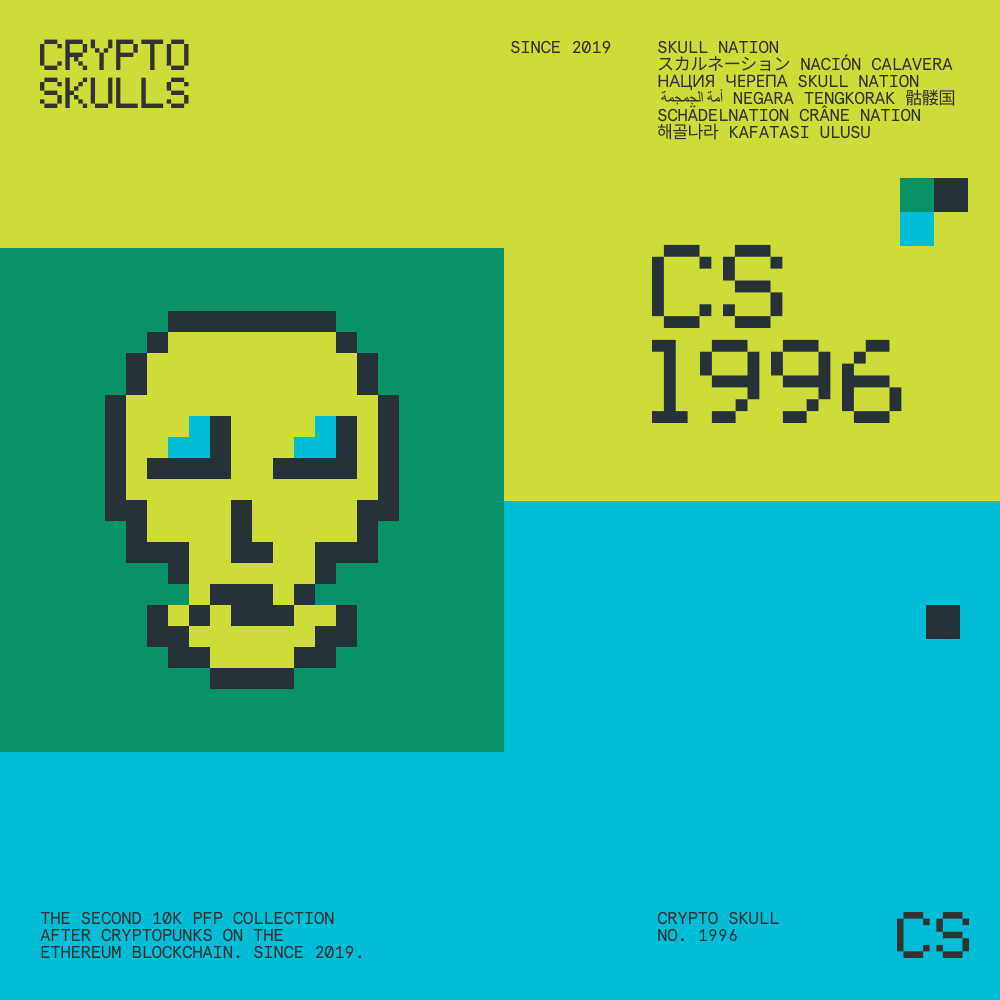 CRYPTO
SKULLS
SINCE 2019
SKULL NATION
スカルネーション NACIÓN CALAVERA
НАЦИЯ ЧЕРЕПА SKULL NATION
أمة الجمجمة NEGARA TENGKORAK 骷髅国
SCHÄDELNATION CRÂNE NATION
해골나라 KAFATASI ULUSU
CS
1996
THE SECOND 10K PFP COLLECTION
AFTER CRYPTOPUNKS ON THE
ETHEREUM BLOCKCHAIN. SINCE 2019.
CRYPTO SKULL
NO. 1996
CS